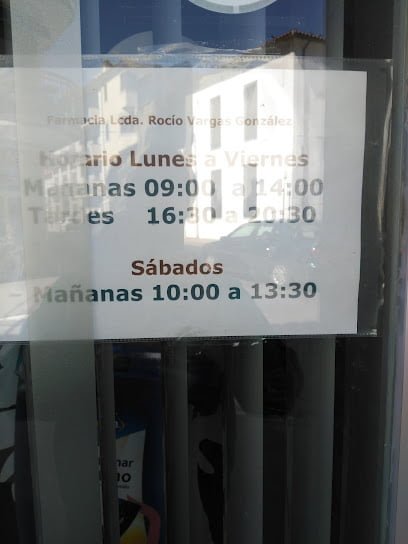 Farmacia Lcda. Rocío Vargas González
Horario Lunes a Viernes
Mañanas 09:00 a 14:00
Tardes 16:30 a 20:30
Sábados
Mañanas 10:00 a 13:30